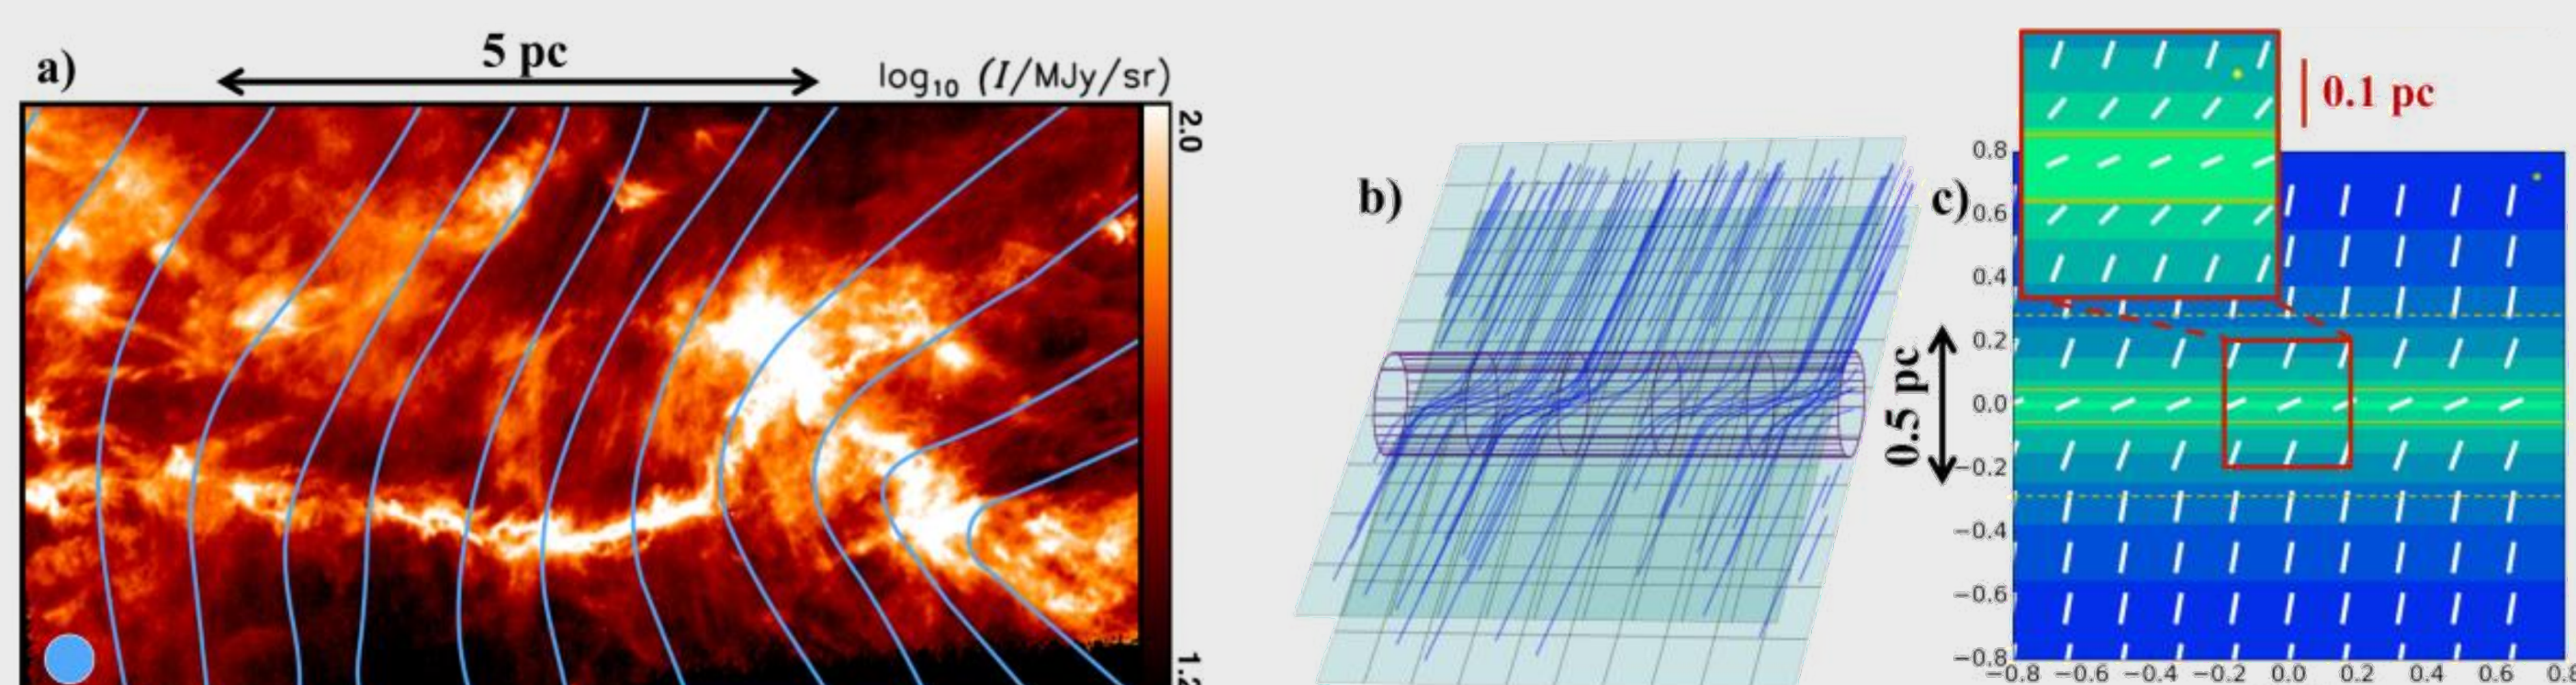 a)
5 pc
log10 (I/MJy/sr)
2.0
1.2
b)
0.5 pc
c)
0.1 pc
0.8
0.6
0.4
0.2
0.0
−0.2
−0.4
−0.6
−0.8
−0.8 −0.6 −0.4 −0.2 0.0 0.2 0.4 0.6 0.8